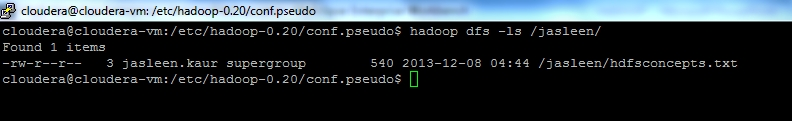 cloudera@cloudera-vm: /etc/hadoop-0.20/conf.pseudo
cloudera@cloudera-vm:/etc/hadoop-0.20/conf.pseudo$ hadoop dfs -ls /jasleen/
Found 1 items
-rw-r--r--   3 jasleen.kaur supergroup        540 2013-12-08 04:44 /jasleen/hdfsconcepts.txt
cloudera@cloudera-vm:/etc/hadoop-0.20/conf.pseudo$